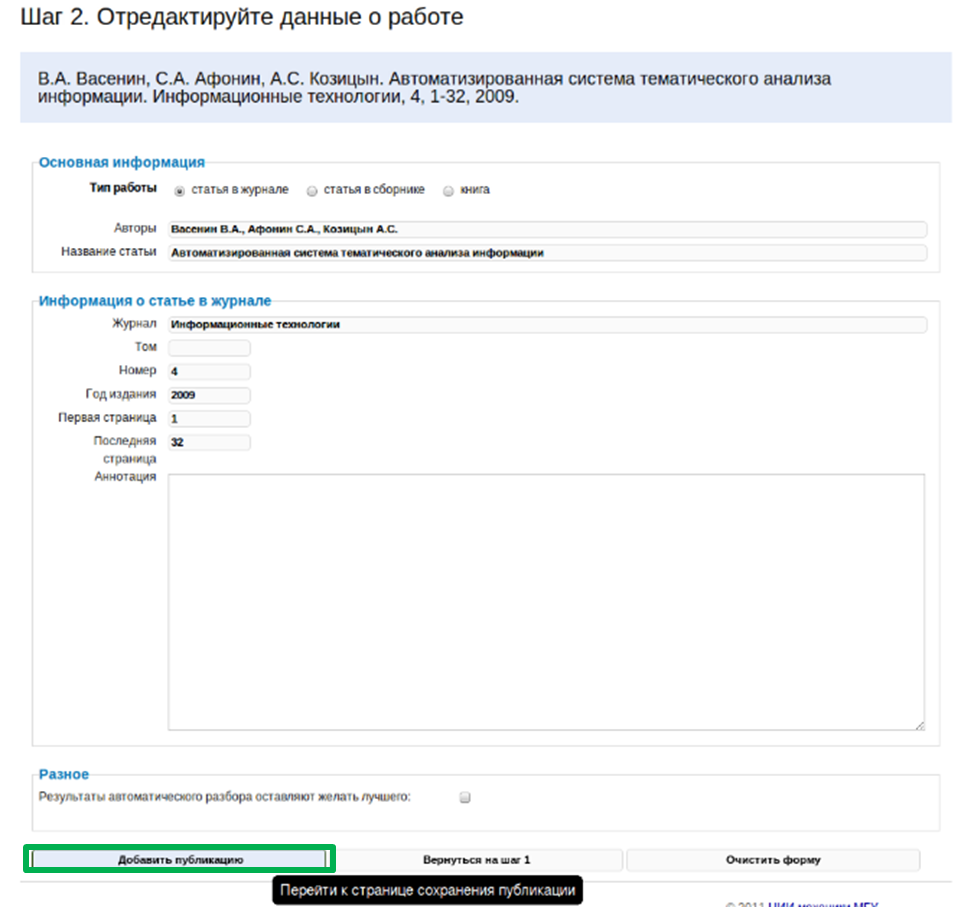 Шаг 2. Отредактируйте данные о работе
В.А. Васенин, С.А. Афонин, А.С. Козицын. Автоматизированная система тематического анализа
информации. Информационные технологии, 4, 1-32, 2009.
Основная информация
Тип работы статья в журнале статья в сборнике книга
Авторы Васенин В.А., Афонин С.А., Козицын А.С.
Название статьи Автоматизированная система тематического анализа информации
Информация о статье в журнале
Журнал Информационные технологии
Том
Номер 4
Год издания 2009
Первая страница 1
Последняя 32
страница
Аннотация
Разное
Результаты автоматического разбора оставляют желать лучшего:
Добавить публикацию Вернуться на шаг 1 Очистить форму
Перейти к странице сохранения публикации
© 2011 НИИ механики МГУ